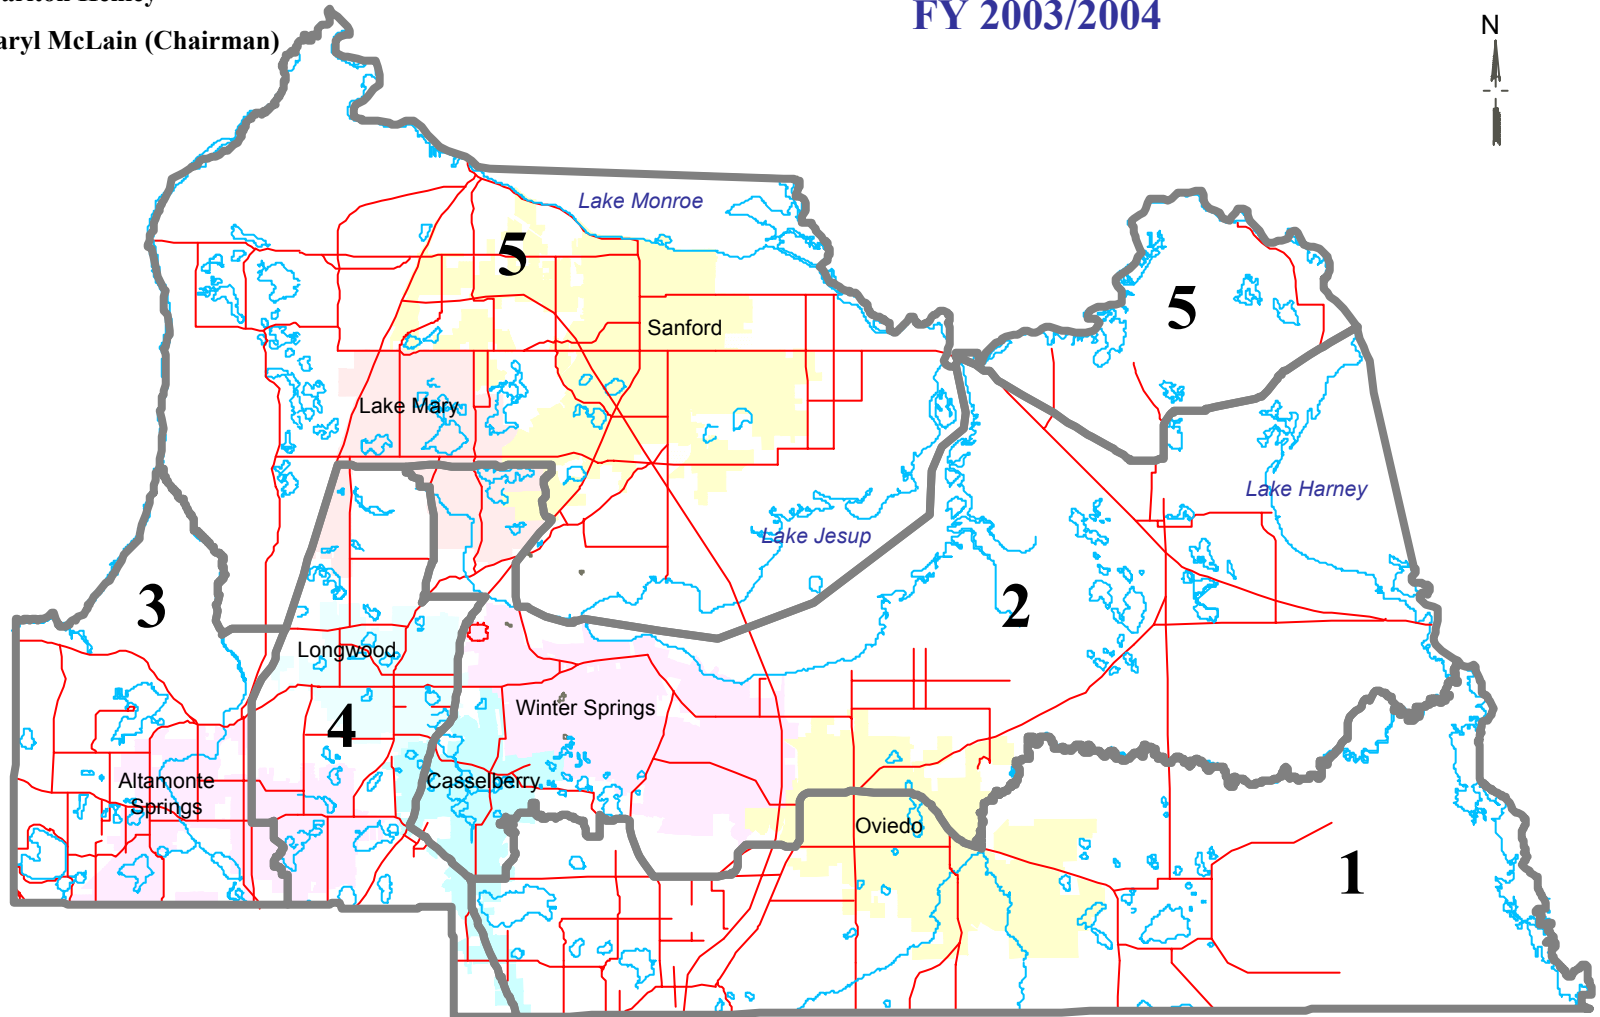 FY 2003/2004
McLain (Chairman)
N
Lake Monroe
5
5
Sanford
Lake Mary
Lake Harney
Lake Jesup
3
2
Longwood
Winter Springs
4
Altamonte
Springs
Casselberry
Oviedo
1